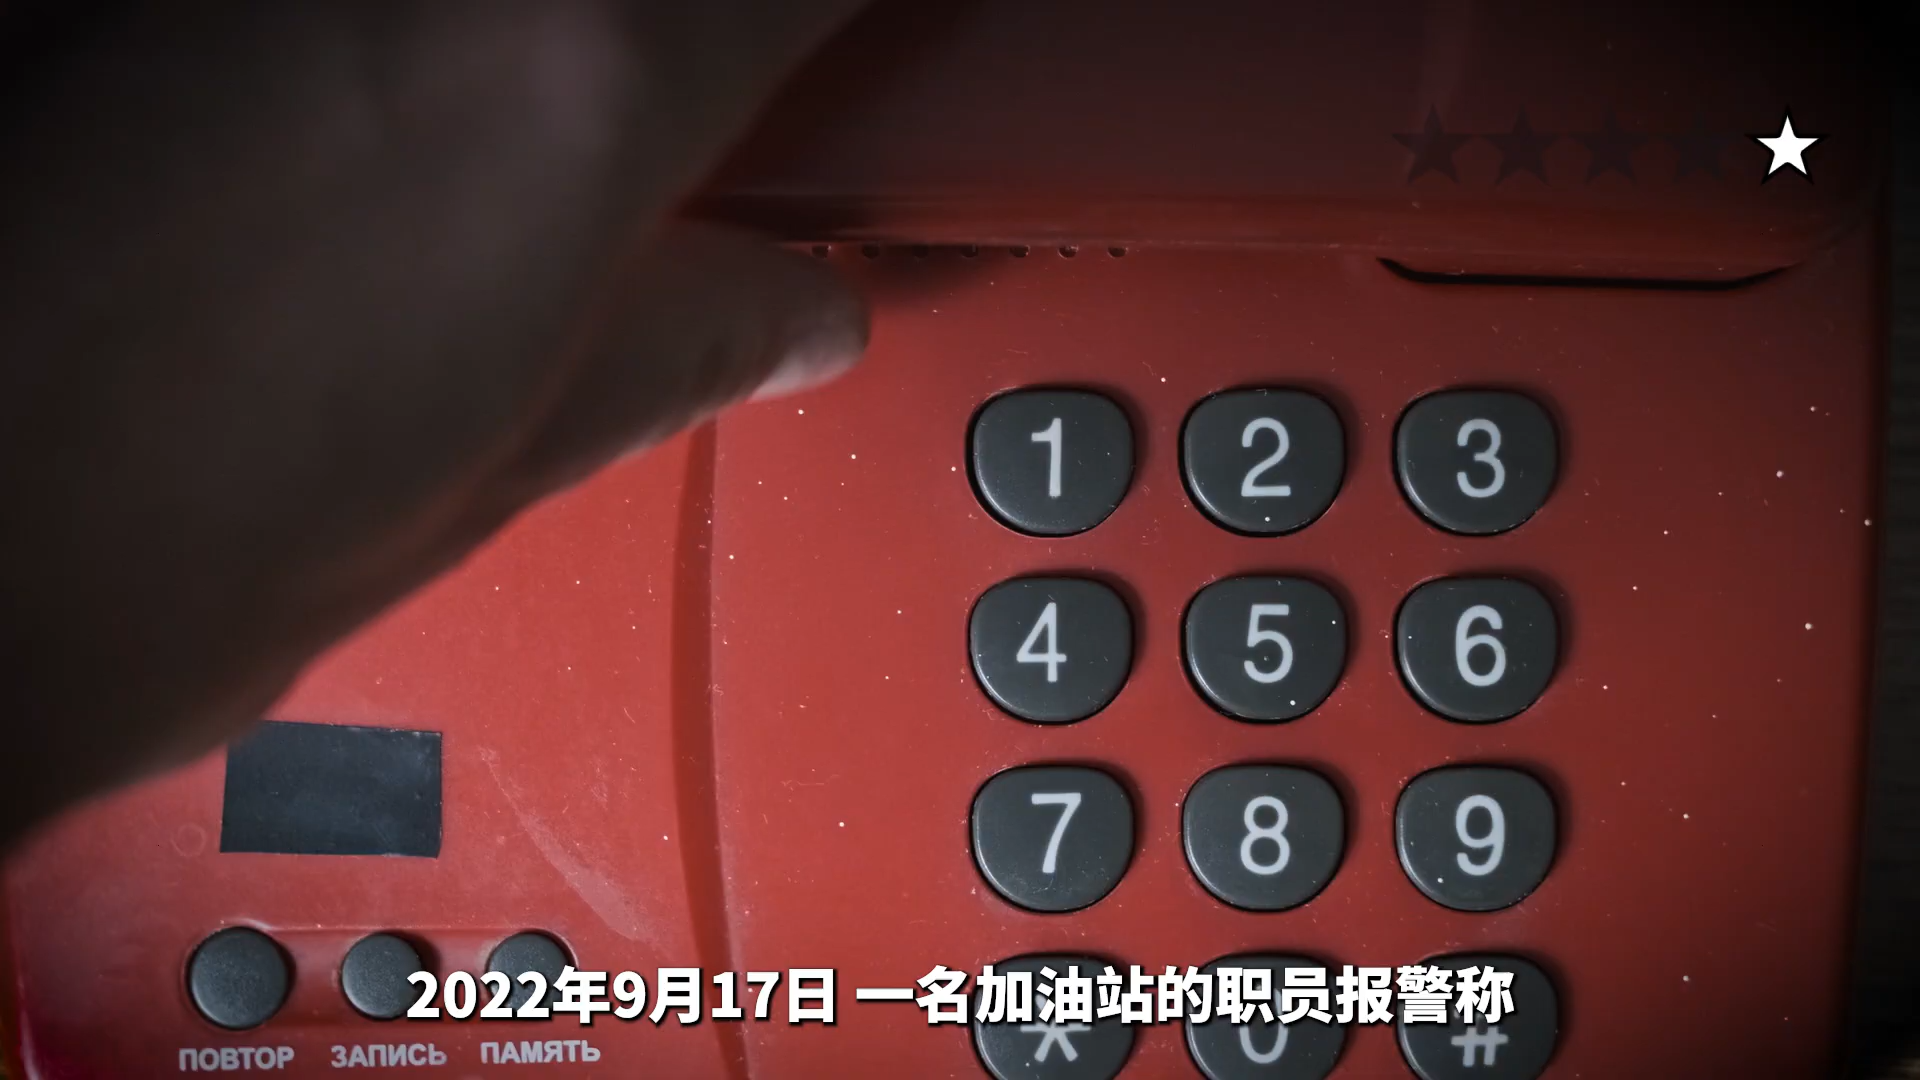 1 2 3
4 5 6
7 8 9
* 0 #
ПОВТОР ЗАПИСЬ ПАМЯТЬ
2022年9月17日 一名加油站的职员报警称